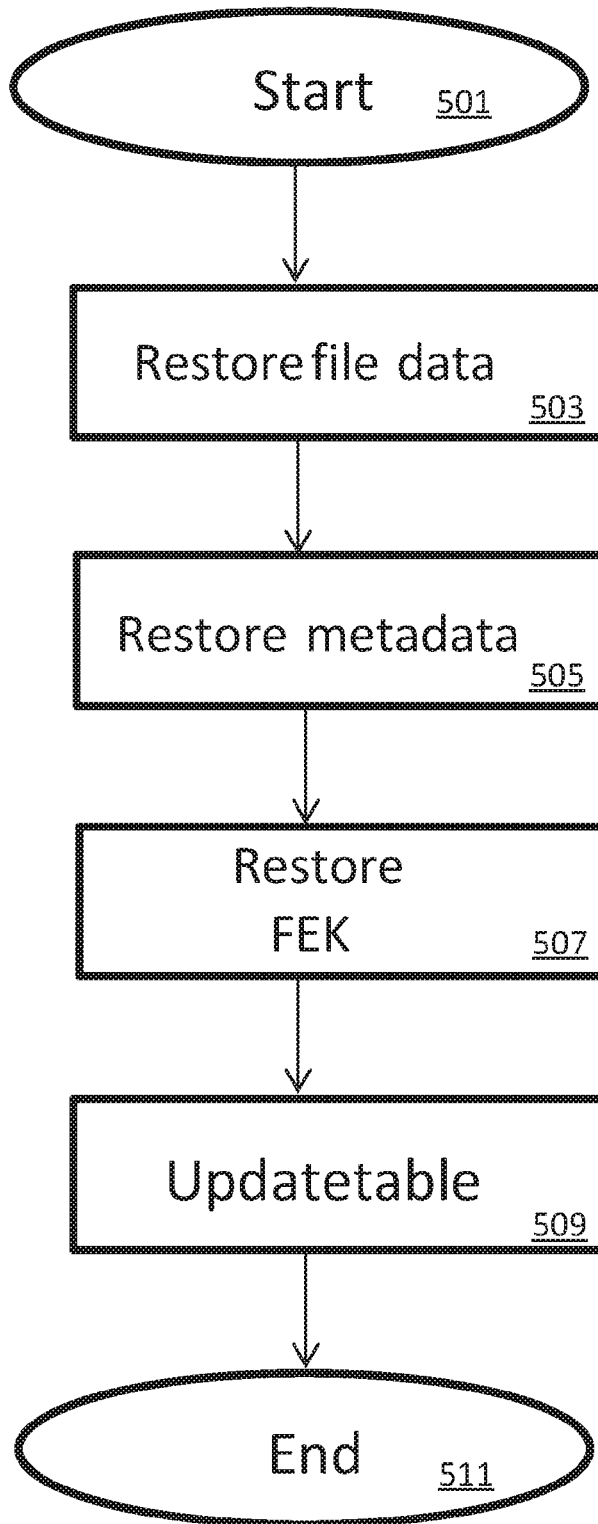 Start 501
Restore file data
503
Restore metadata
505
Restore
FEK 507
Updatetable
509
End 511